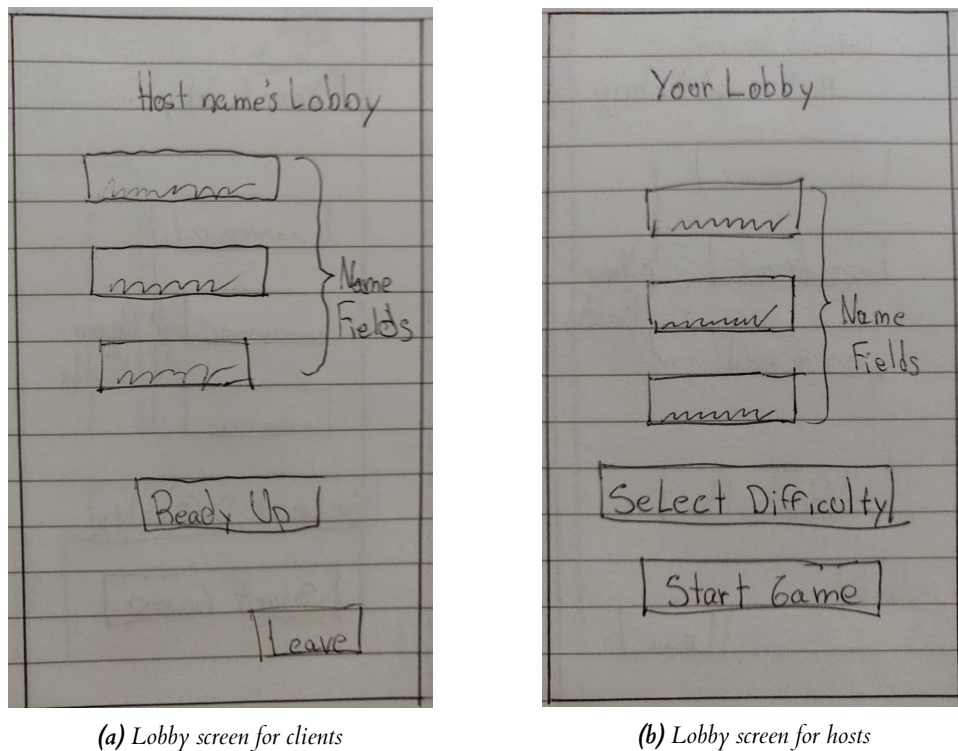 Host name's Lobby
Name
Fields
Ready Up
Leave
(a) Lobby screen for clients
Your Lobby
Name
Fields
Select Difficulty
Start Game
(b) Lobby screen for hosts